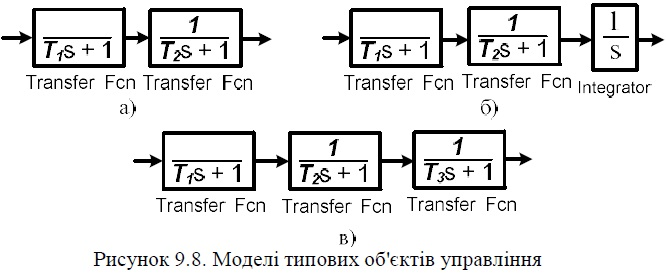 1 1 1
T₁s + 1 T₂s + 1 T₁s + 1 T₂s + 1 s
Transfer Fcn Transfer Fcn Transfer Fcn Transfer Fcn Integrator
а) б)
1 1
T₁s + 1 T₂s + 1 T₃s + 1
Transfer Fcn Transfer Fcn Transfer Fcn
в)
Рисунок 9.8. Моделі типових об'єктів управління